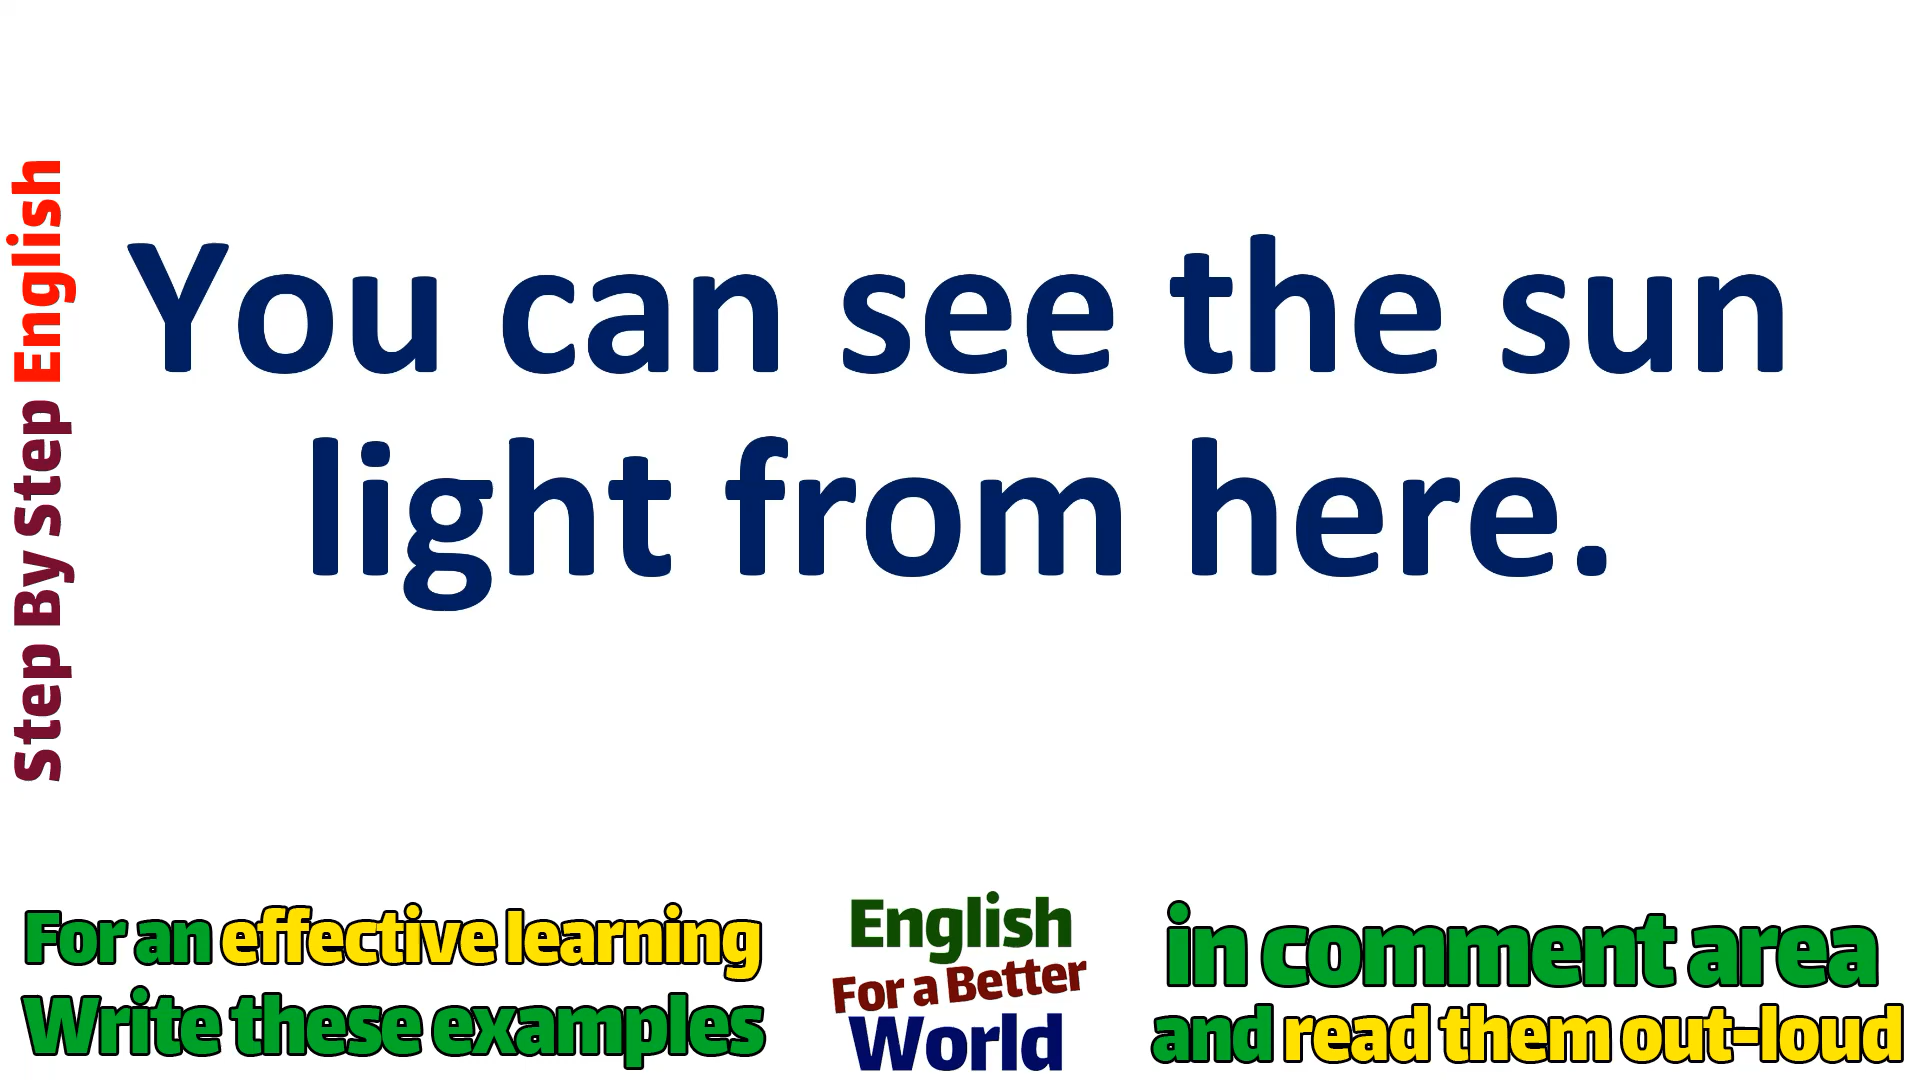 Step By Step English
You can see the sun
light from here.
For an effective learning
Write these examples
English
For a Better
World
in comment area
and read them out-loud